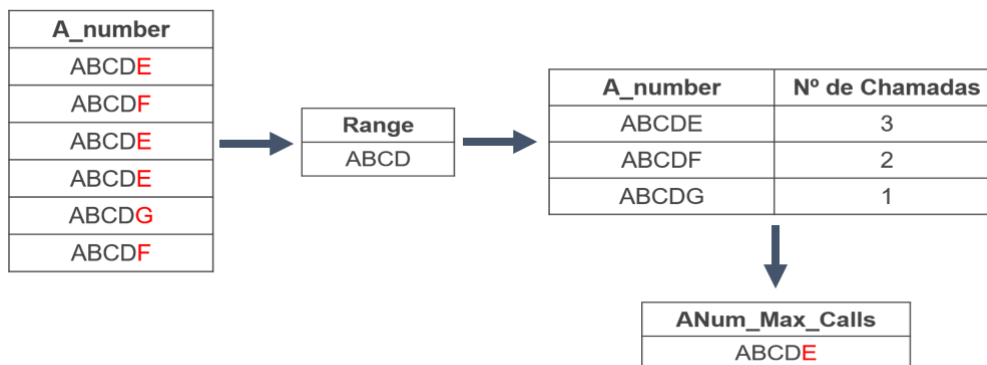 A_number
ABCDE
ABCDF
ABCDE
ABCDE
ABCDG
ABCDF
Range
ABCD
A_number Nº de Chamadas
ABCDE 3
ABCDF 2
ABCDG 1
ANum_Max_Calls
ABCDE